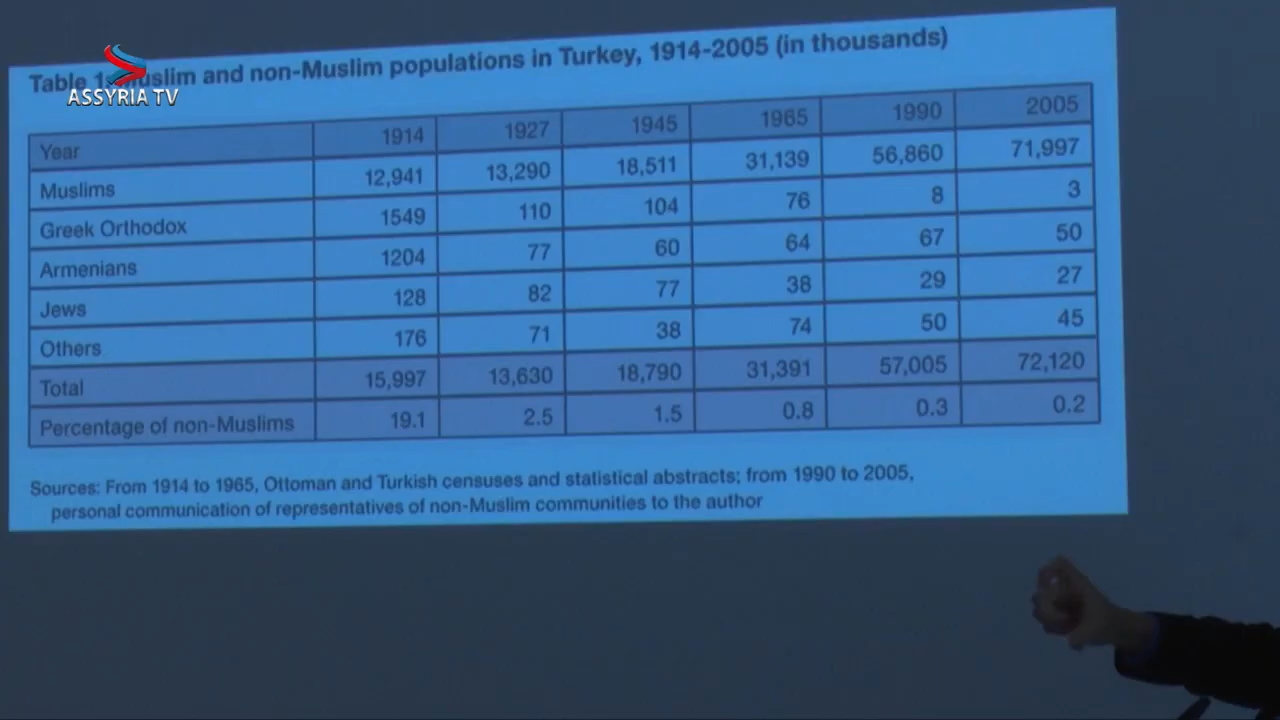 Table 1. Muslim and non-Muslim populations in Turkey, 1914-2005 (in thousands)
ASSYRIA TV
Year 1914 1927 1945 1965 1990 2005
Muslims 12,941 13,290 18,511 31,139 56,860 71,997
Greek Orthodox 1549 110 104 76 8 3
Armenians 1204 77 60 64 67 50
Jews 128 82 77 38 29 27
Others 176 71 38 74 50 45
Total 15,997 13,630 18,790 31,391 57,005 72,120
Percentage of non-Muslims 19.1 2.5 1.5 0.8 0.3 0.2
Sources: From 1914 to 1965, Ottoman and Turkish censuses and statistical abstracts; from 1990 to 2005,
personal communication of representatives of non-Muslim communities to the author